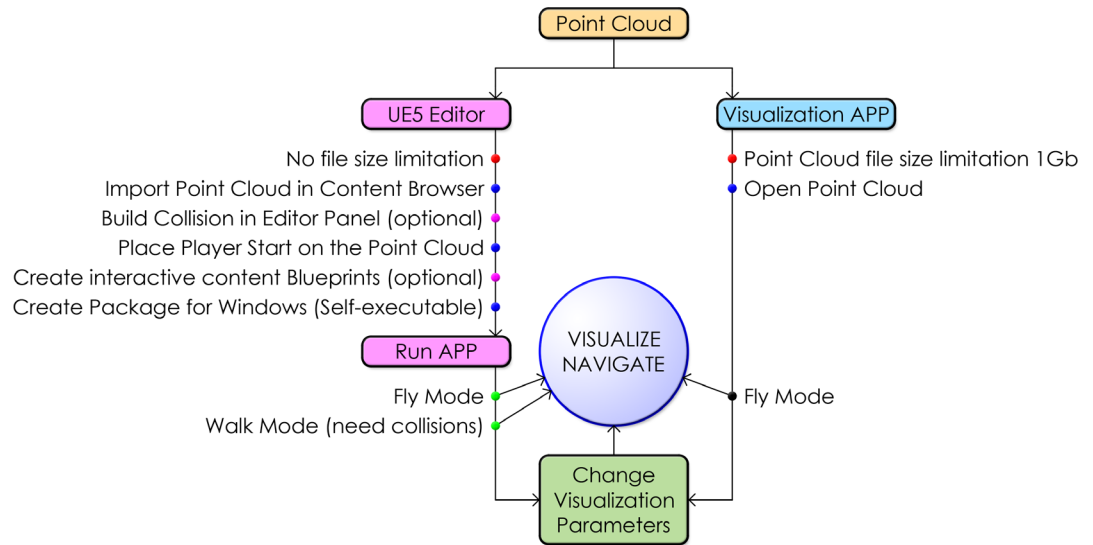 Point Cloud
UE5 Editor
Visualization APP
No file size limitation
Point Cloud file size limitation 1Gb
Import Point Cloud in Content Browser
Open Point Cloud
Build Collision in Editor Panel (optional)
Place Player Start on the Point Cloud
Create interactive content Blueprints (optional)
Create Package for Windows (Self-executable)
Run APP
VISUALIZE
NAVIGATE
Fly Mode
Fly Mode
Walk Mode (need collisions)
Change
Visualization
Parameters